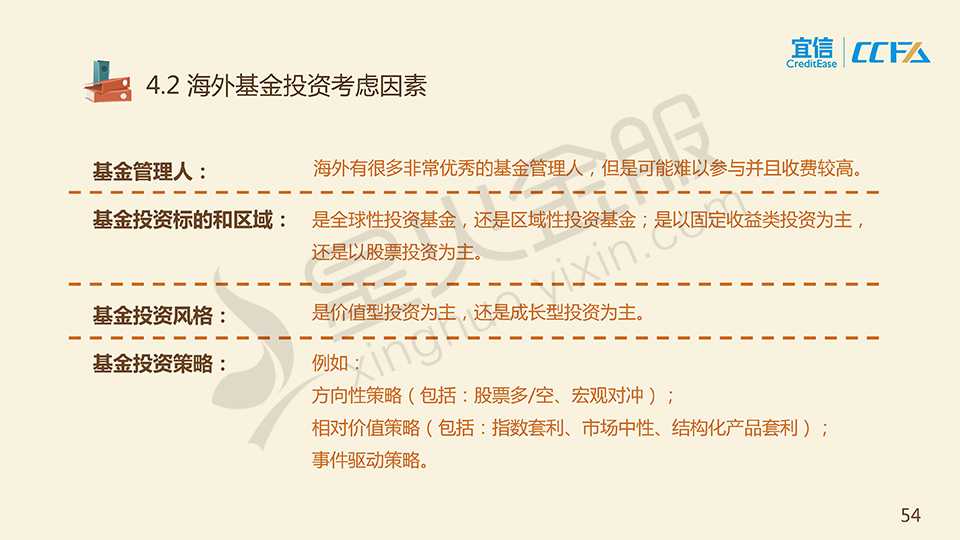 宜信
CreditEase
CCFA
4.2 海外基金投资考虑因素
基金管理人：
海外有很多非常优秀的基金管理人，但是可能难以参与并且收费较高。
基金投资标的和区域：
是全球性投资基金，还是区域性投资基金；是以固定收益类投资为主，
还是以股票投资为主。
基金投资风格：
是价值型投资为主，还是成长型投资为主。
基金投资策略：
例如：
方向性策略（包括：股票多/空、宏观对冲）；
相对价值策略（包括：指数套利、市场中性、结构化产品套利）；
事件驱动策略。
星火金服
xinghuo.yixin.com
54